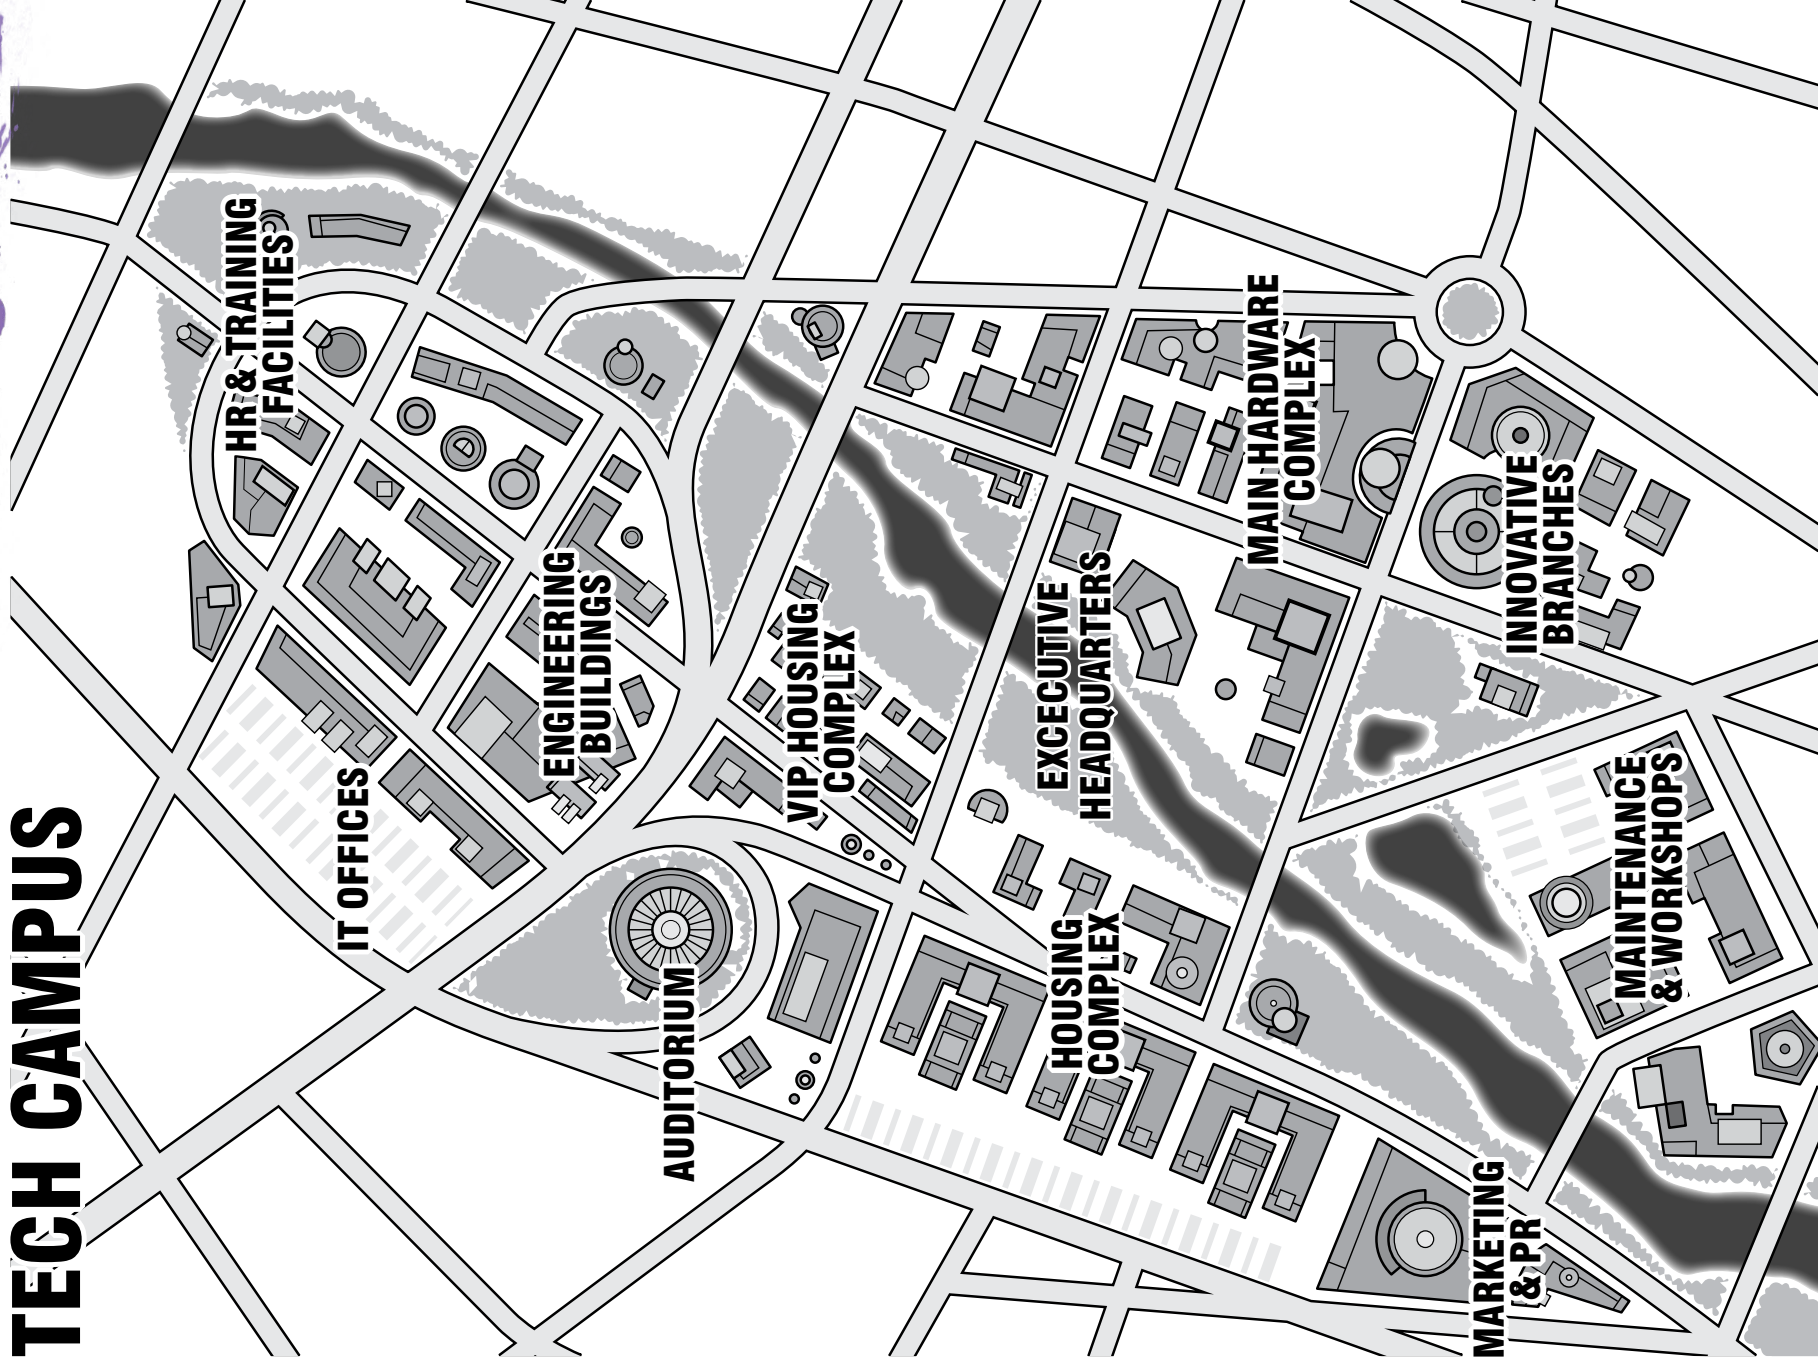 TECH CAMPUS
HR & TRAINING
FACILITIES
IT OFFICES
ENGINEERING
BUILDINGS
AUDITORIUM
VIP HOUSING
COMPLEX
EXCECUTIVE
HEADQUARTERS
HOUSING
COMPLEX
MAIN HARDWARE
COMPLEX
INNOVATIVE
BRANCHES
MARKETING
& PR
MAINTENANCE
& WORKSHOPS